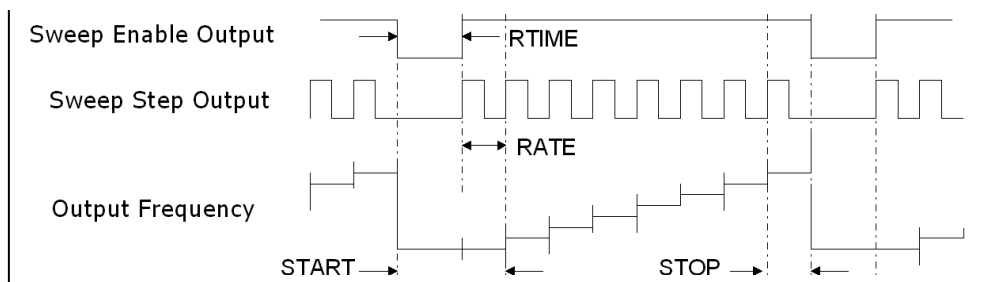 Sweep Enable Output
RTIME
Sweep Step Output
RATE
Output Frequency
START
STOP